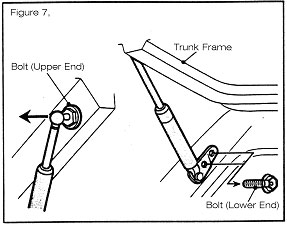 Figure 7,
Trunk Frame
Bolt (Upper End)
Bolt (Lower End)